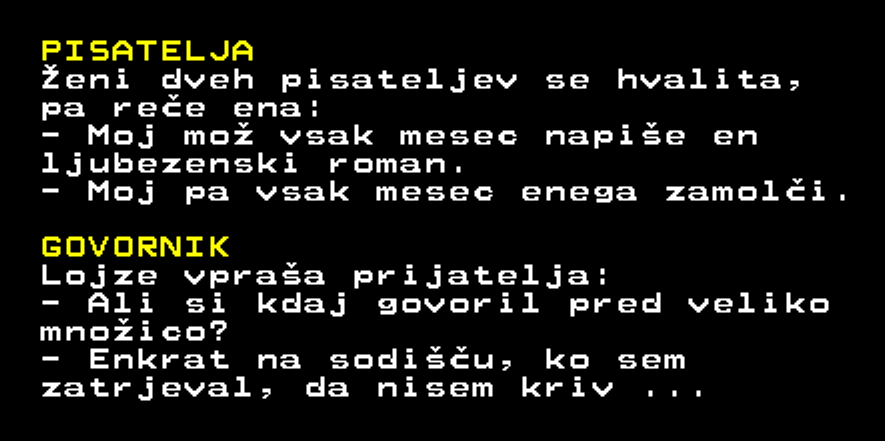 PISATELJA
Ženi dveh pisateljev se hvalita,
pa reče ena:
- Moj mož vsak mesec napiše en
ljubezenski roman.
- Moj pa vsak mesec enega zamolči.
GOVORNIK
Lojze vpraša prijatelja:
- Ali si kdaj govoril pred veliko
množico?
- Enkrat na sodišču, ko sem
zatrjeval, da nisem kriv ...